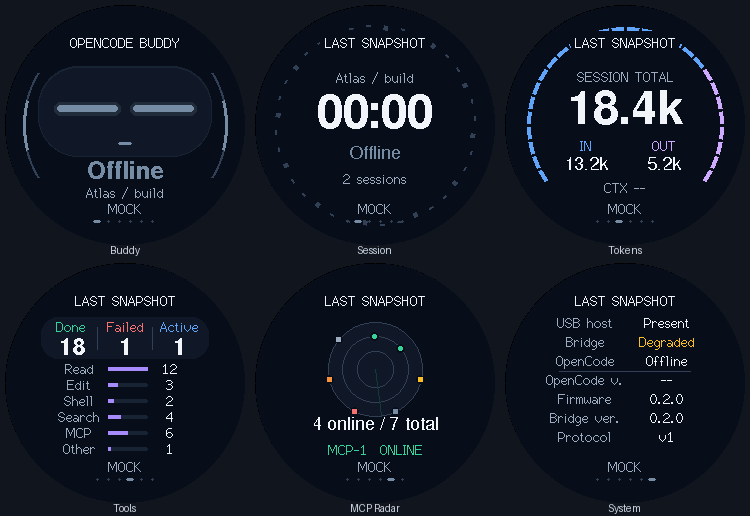 OPENCODE BUDDY
Offline
Atlas / build
MOCK
Buddy
LAST SNAPSHOT
Atlas / build
00:00
Offline
2 sessions
MOCK
Session
LAST SNAPSHOT
SESSION TOTAL
18.4k
IN OUT
13.2k 5.2k
CTX --
MOCK
Tokens
LAST SNAPSHOT
Done Failed Active
18 1 1
Read 12
Edit 3
Shell 2
Search 4
MCP 6
Other 1
MOCK
Tools
LAST SNAPSHOT
4 online / 7 total
MCP-1 ONLINE
MOCK
MCP Radar
LAST SNAPSHOT
USB host Present
Bridge Degraded
OpenCode Offline
OpenCode v. --
Firmware 0.2.0
Bridge ver. 0.2.0
Protocol v1
MOCK
System